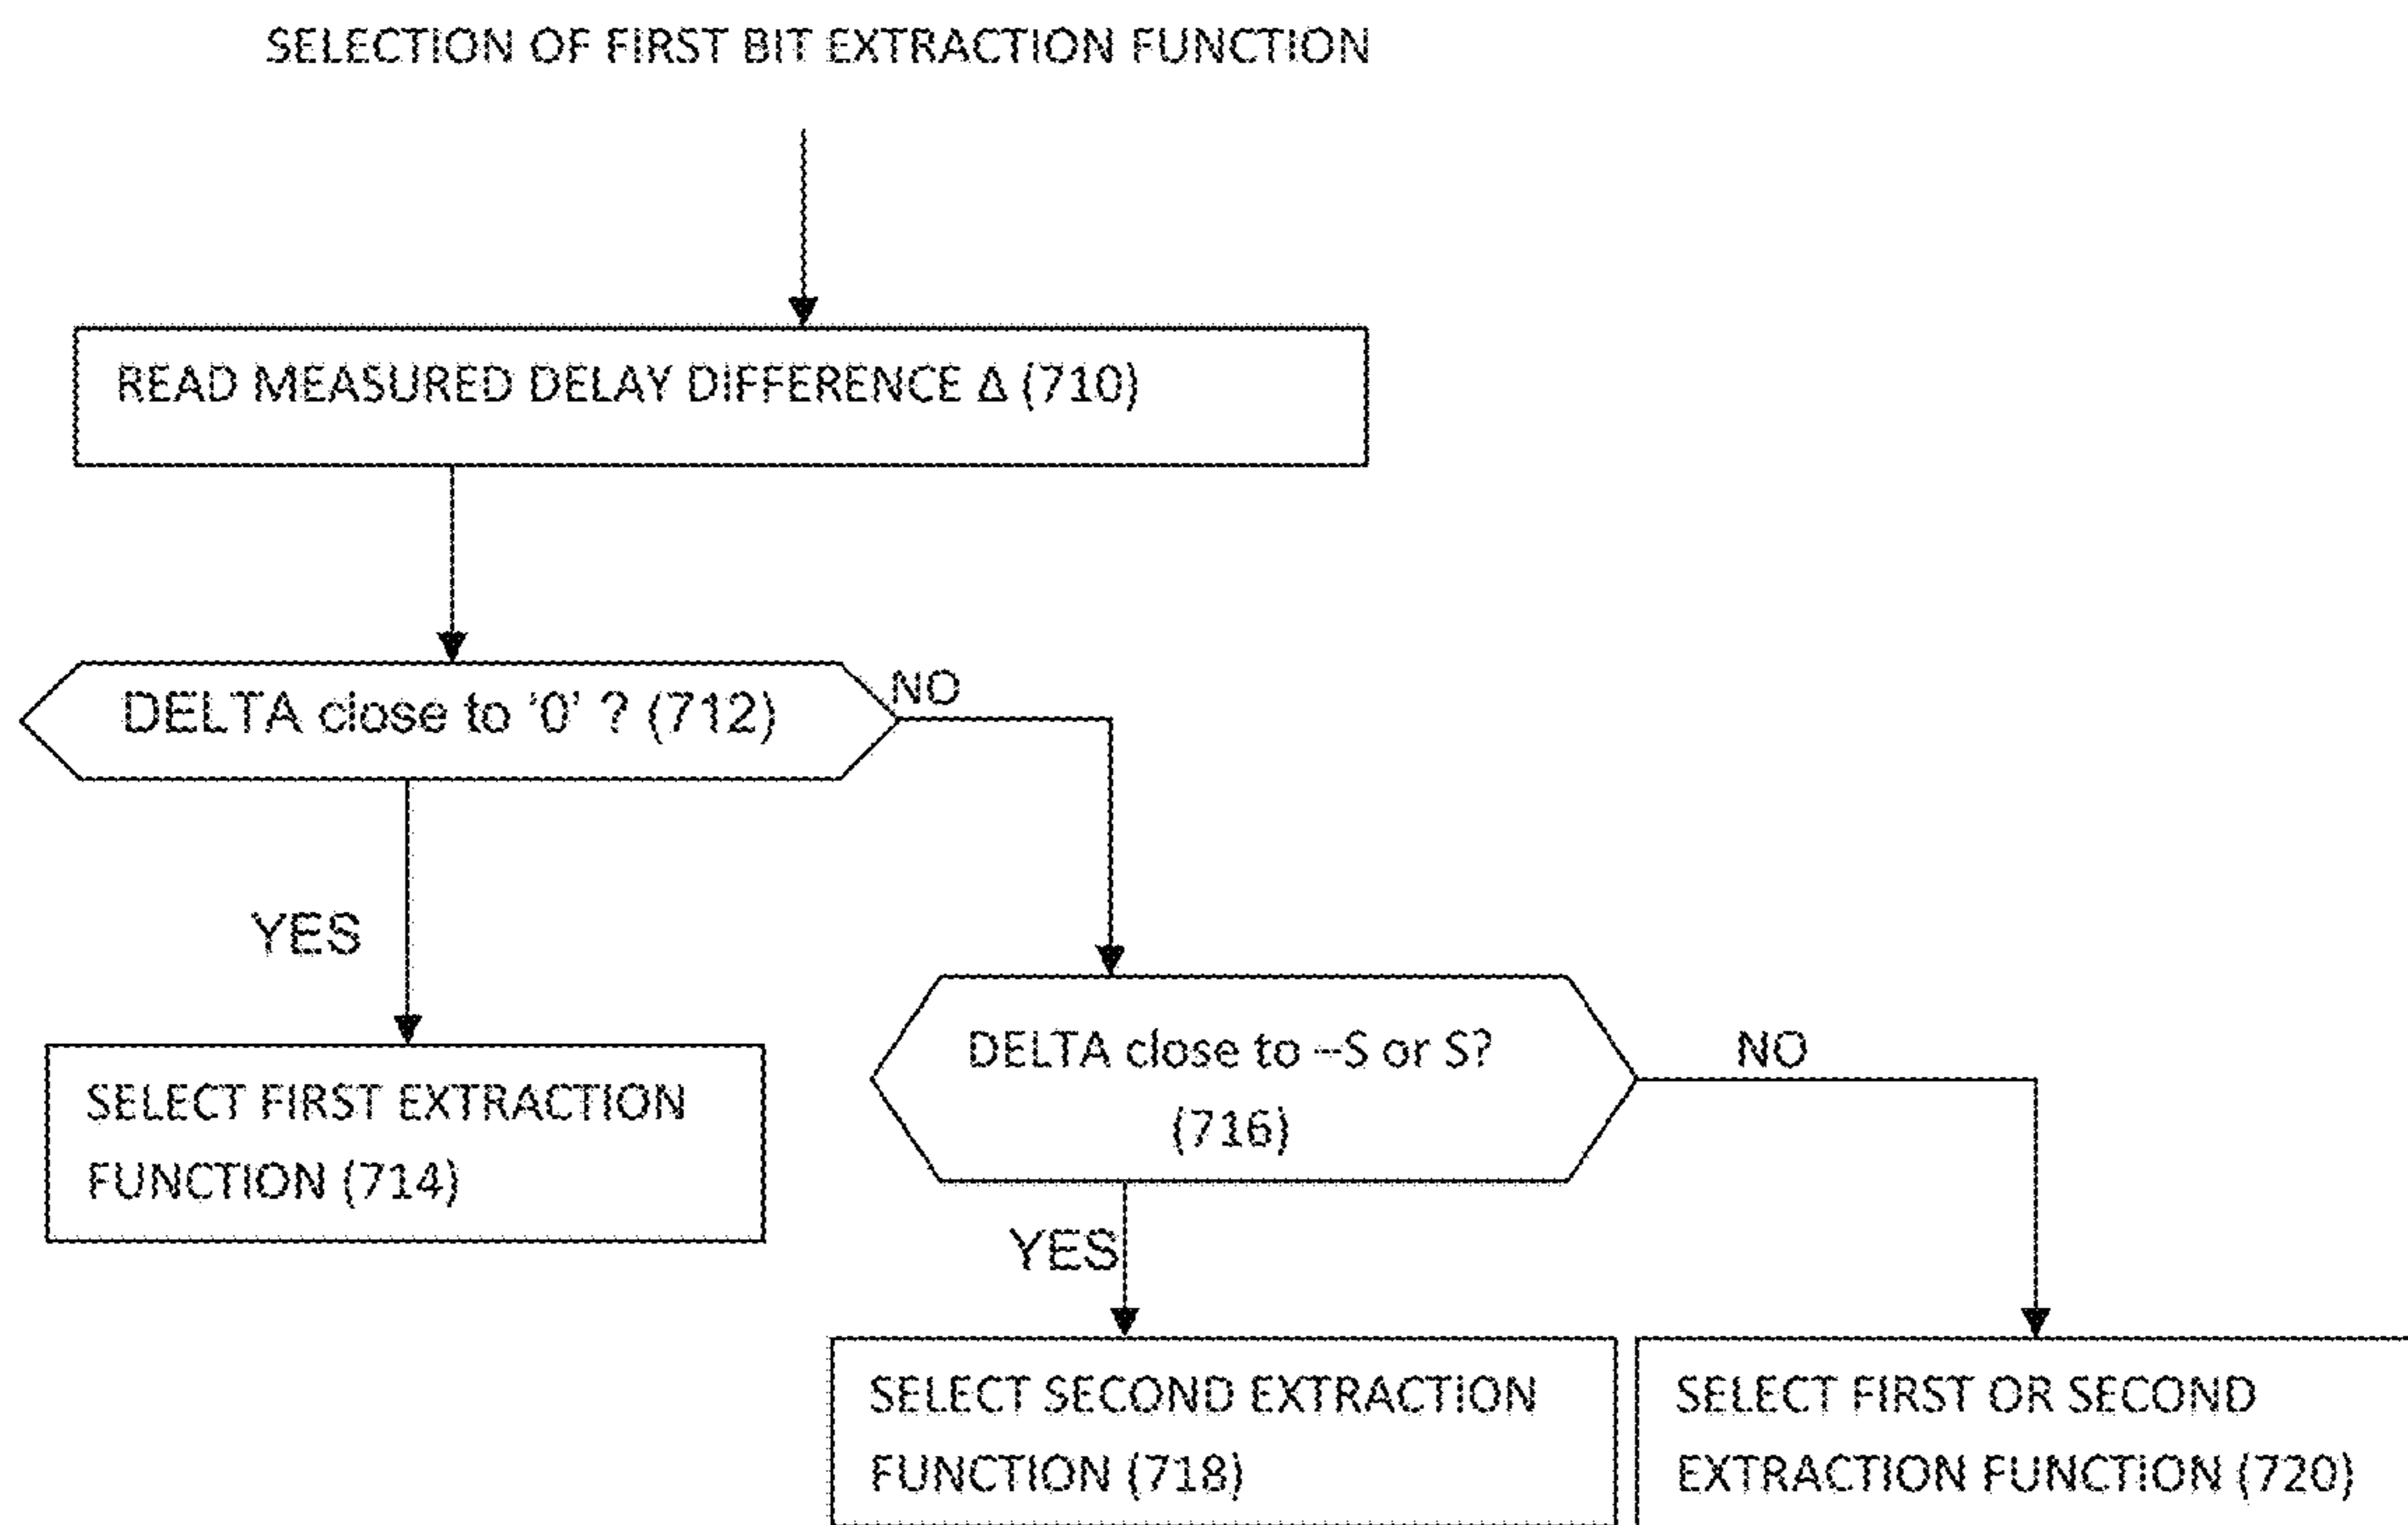 SELECTION OF FIRST BIT EXTRACTION FUNCTION
READ MEASURED DELAY DIFFERENCE Δ (710)
DELTA close to ‘0’ ? (712)
NO
YES
SELECT FIRST EXTRACTION
FUNCTION (714)
DELTA close to –S or S?
(716)
NO
YES
SELECT SECOND EXTRACTION
FUNCTION (718)
SELECT FIRST OR SECOND
EXTRACTION FUNCTION (720)